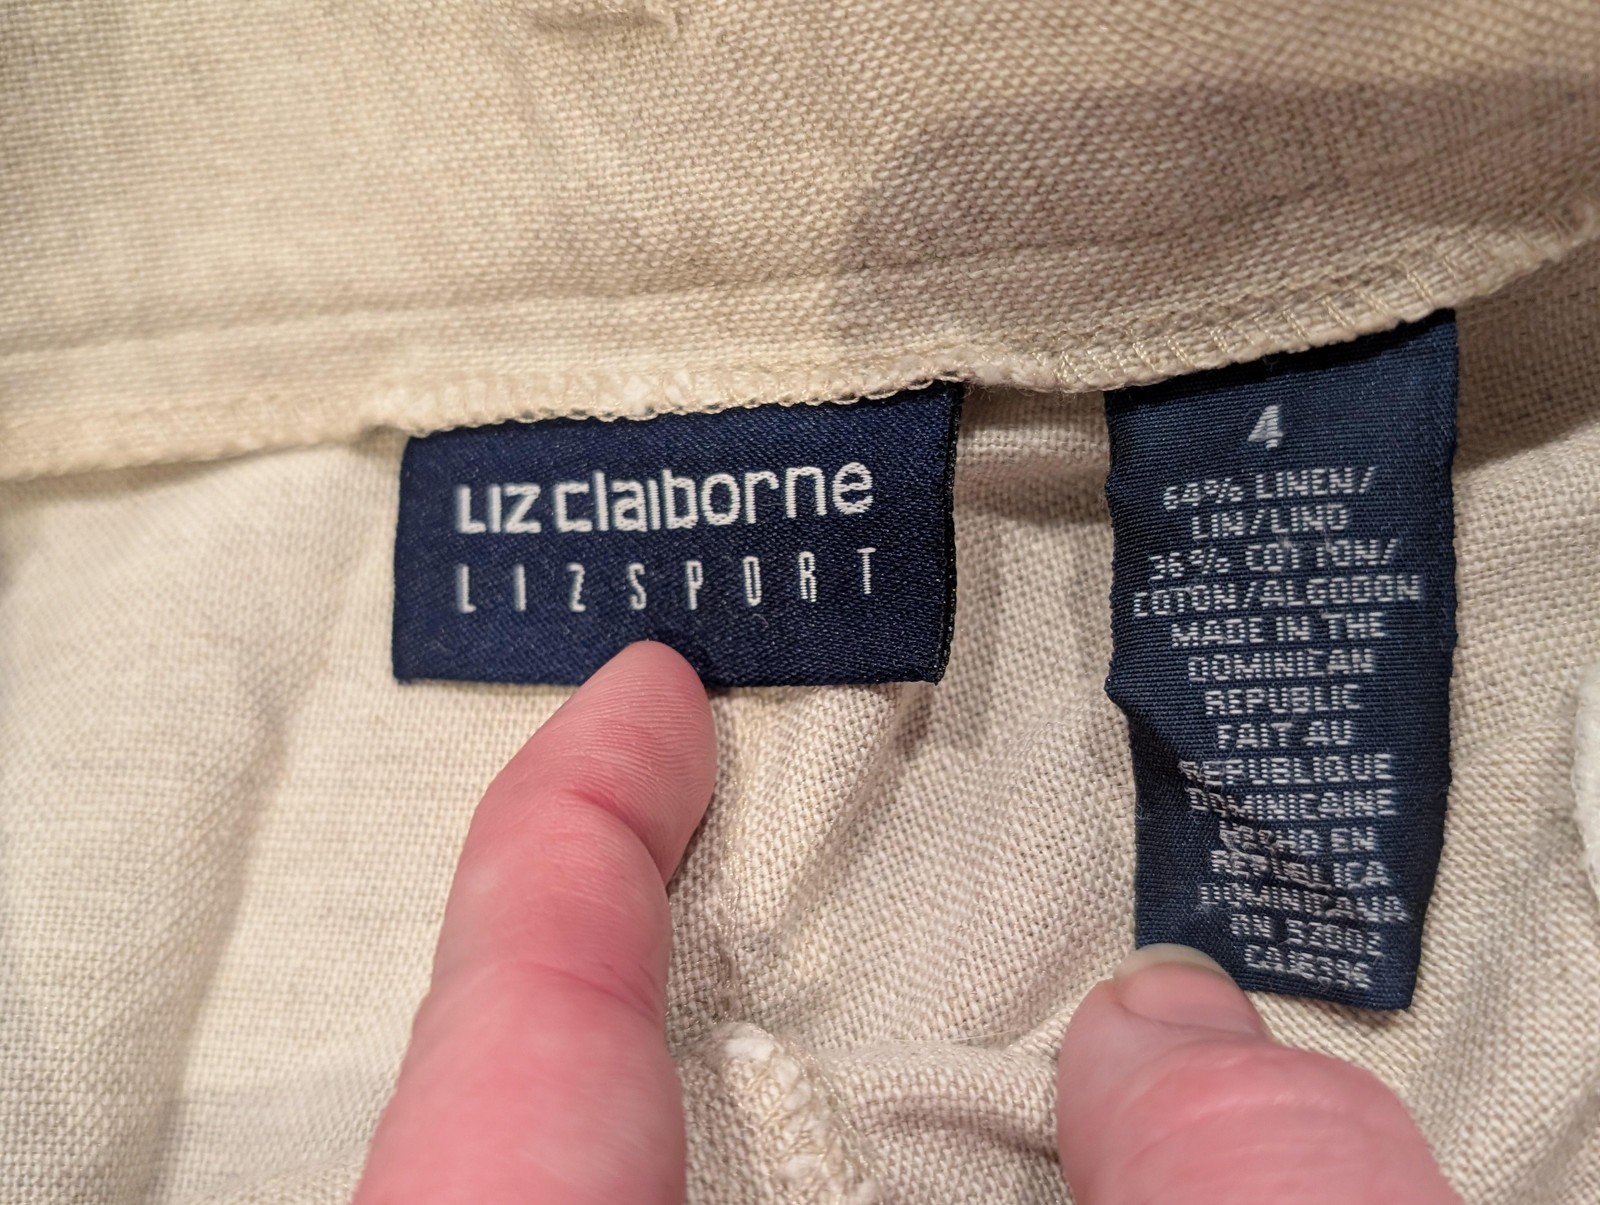 LIZ claiborne
LIZSPORT
4
64% LINEN/
LIN/LINO
36% COTTON/
COTON/ALGODON
MADE IN THE
DOMINICAN
REPUBLIC
FAIT AU
REPUBLIQUE
DOMINICAINE
HECHO EN
REPUBLICA
DOMINICANA
RN 52002